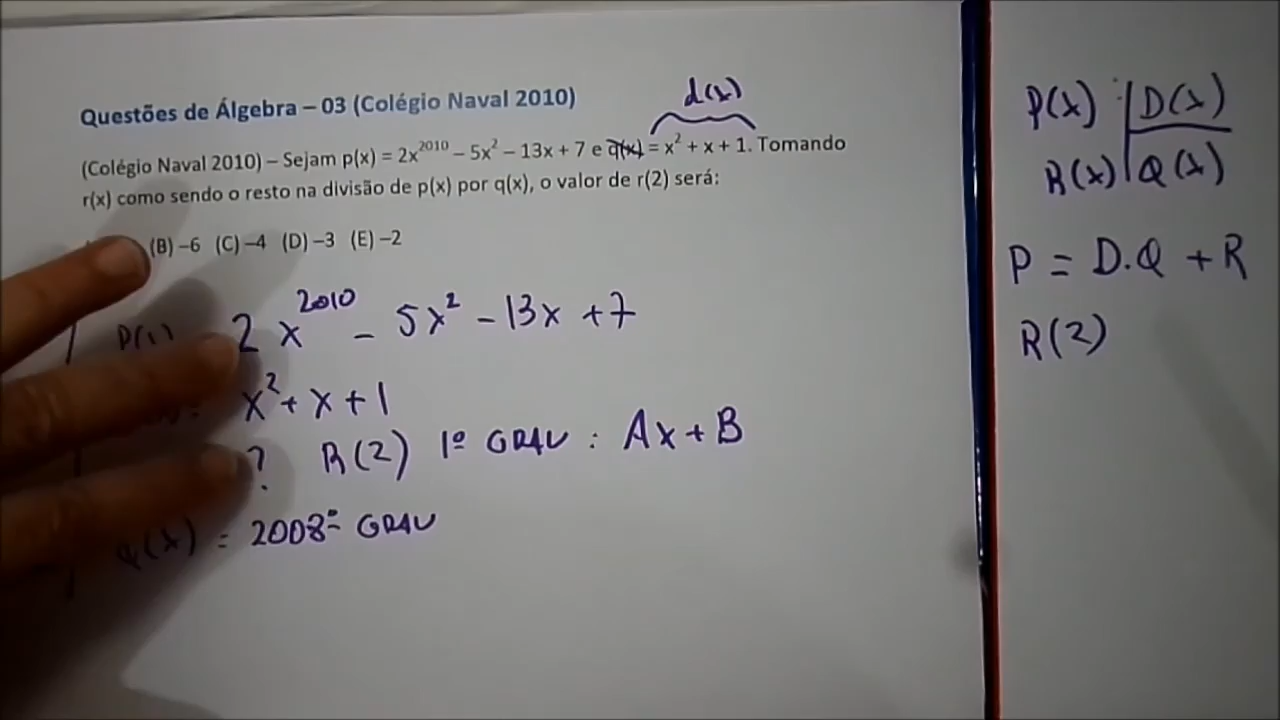 Questões de Álgebra – 03 (Colégio Naval 2010)
d(x)
(Colégio Naval 2010) – Sejam p(x) = 2x²⁰¹⁰ – 5x² – 13x + 7 e q(x) = x² + x + 1. Tomando
r(x) como sendo o resto na divisão de p(x) por q(x), o valor de r(2) será:
(B) –6 (C) –4 (D) –3 (E) –2
2x²⁰¹⁰ – 5x² – 13x + 7
x² + x + 1
? R(2) 1º GRAU : Ax + B
Q(x) = 2008º GRAU
P(x) D(x)
R(x) Q(x)
P = D.Q + R
R(2)